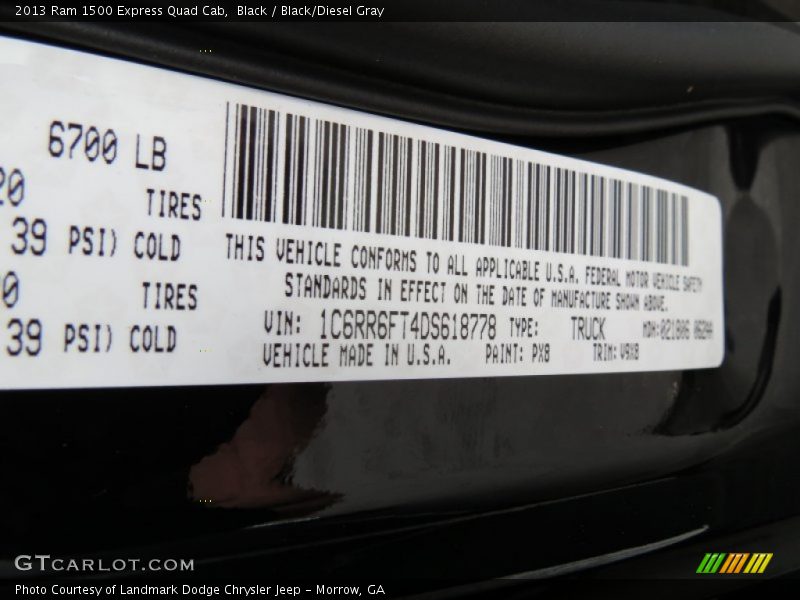 2013 Ram 1500 Express Quad Cab,  Black / Black/Diesel Gray
6700 LB
20 TIRES
39 PSI) COLD
0 TIRES
39 PSI) COLD
THIS VEHICLE CONFORMS TO ALL APPLICABLE U.S.A. FEDERAL MOTOR VEHICLE SAFETY
STANDARDS IN EFFECT ON THE DATE OF MANUFACTURE SHOWN ABOVE.
VIN: 1C6RR6FT4DS618778 TYPE: TRUCK MDH:
VEHICLE MADE IN U.S.A. PAINT: PX8 TRIM: V9X8
GTCARLOT.COM
Photo Courtesy of Landmark Dodge Chrysler Jeep – Morrow, GA